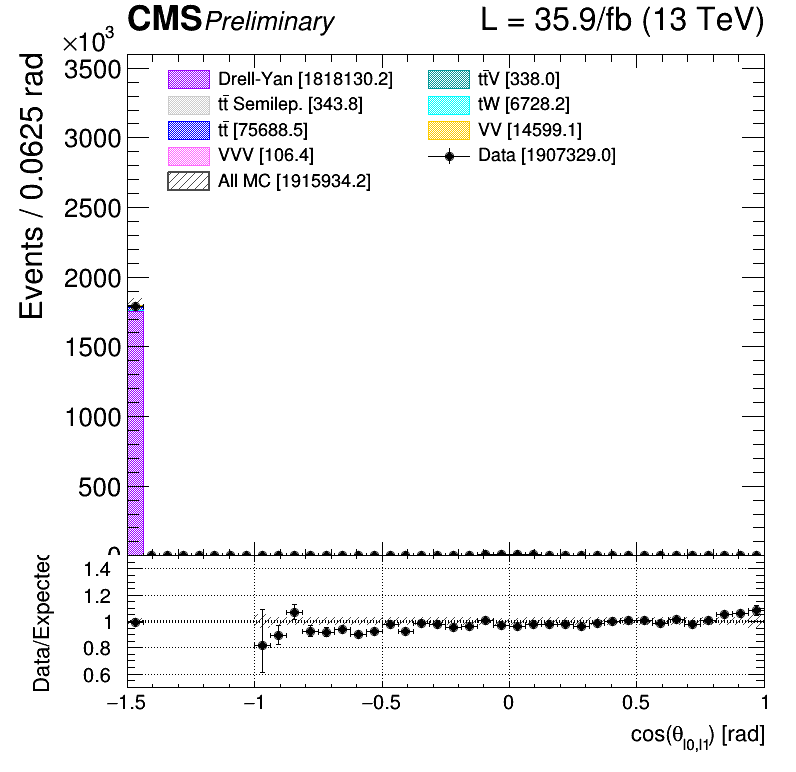 CMS Preliminary L = 35.9/fb (13 TeV)
×10³
Events / 0.0625 rad
3500
3000
2500
2000
1500
1000
500
0
Drell-Yan [1818130.2]
tt̄ Semilep. [343.8]
tt̄ [75688.5]
VVV [106.4]
All MC [1915934.2]
tt̄V [338.0]
tW [6728.2]
VV [14599.1]
Data [1907329.0]
Data/Expected
1.4
1.2
1
0.8
0.6
−1.5 −1 −0.5 0 0.5 1
cos(θl0,l1) [rad]